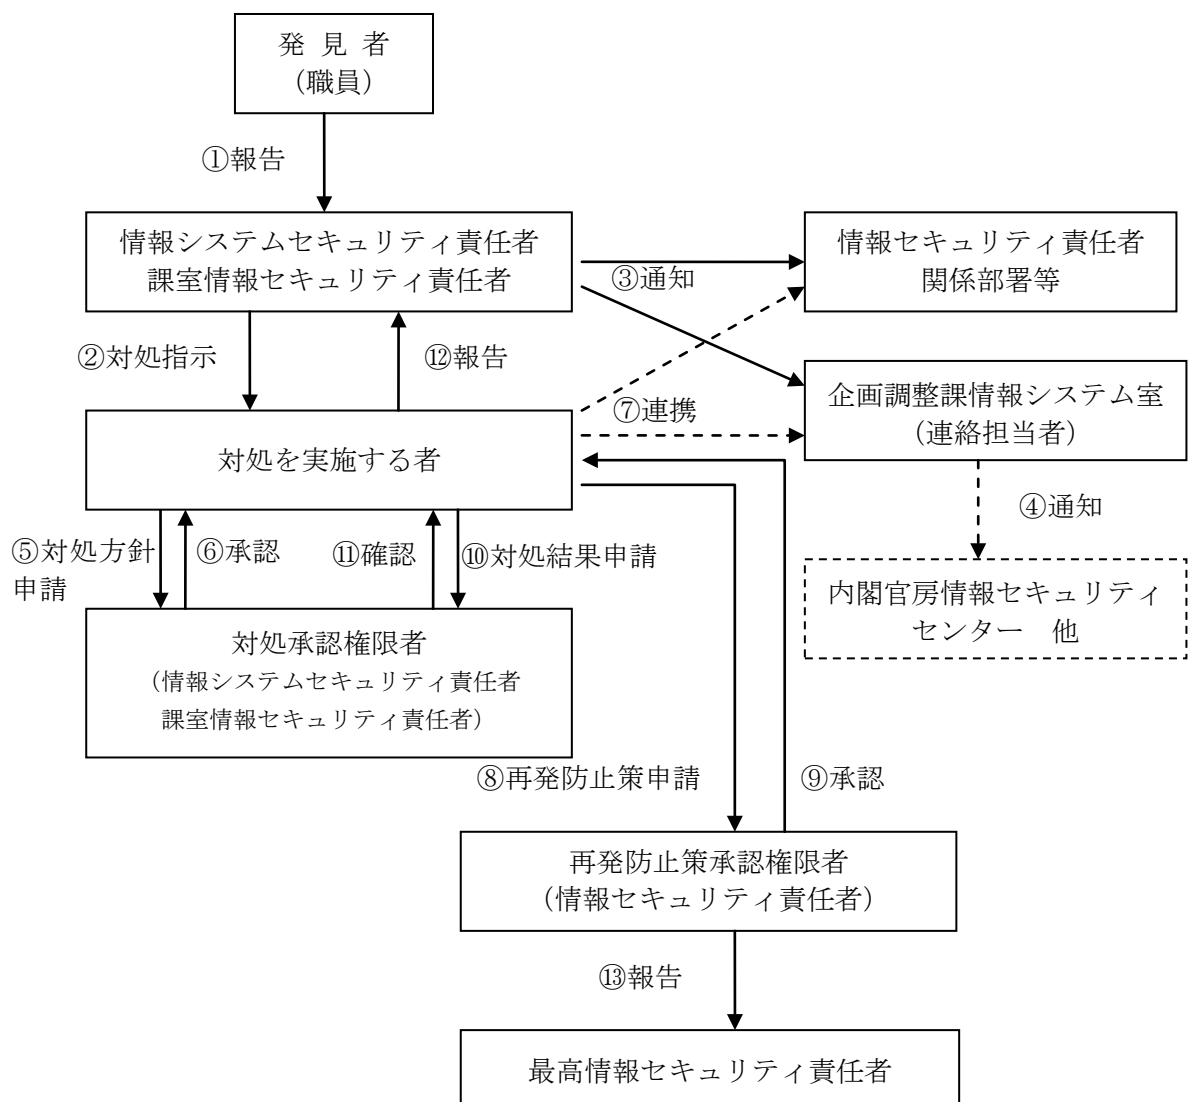 発 見 者
（職員）
①報告
情報システムセキュリティ責任者
課室情報セキュリティ責任者
情報セキュリティ責任者
関係部署等
③通知
②対処指示
⑫報告
企画調整課情報システム室
（連絡担当者）
⑦連携
対処を実施する者
④通知
⑤対処方針
申請
⑥承認
⑪確認
⑩対処結果申請
内閣官房情報セキュリティ
センター　他
対処承認権限者
（情報システムセキュリティ責任者
課室情報セキュリティ責任者）
⑧再発防止策申請
⑨承認
再発防止策承認権限者
（情報セキュリティ責任者）
⑬報告
最高情報セキュリティ責任者